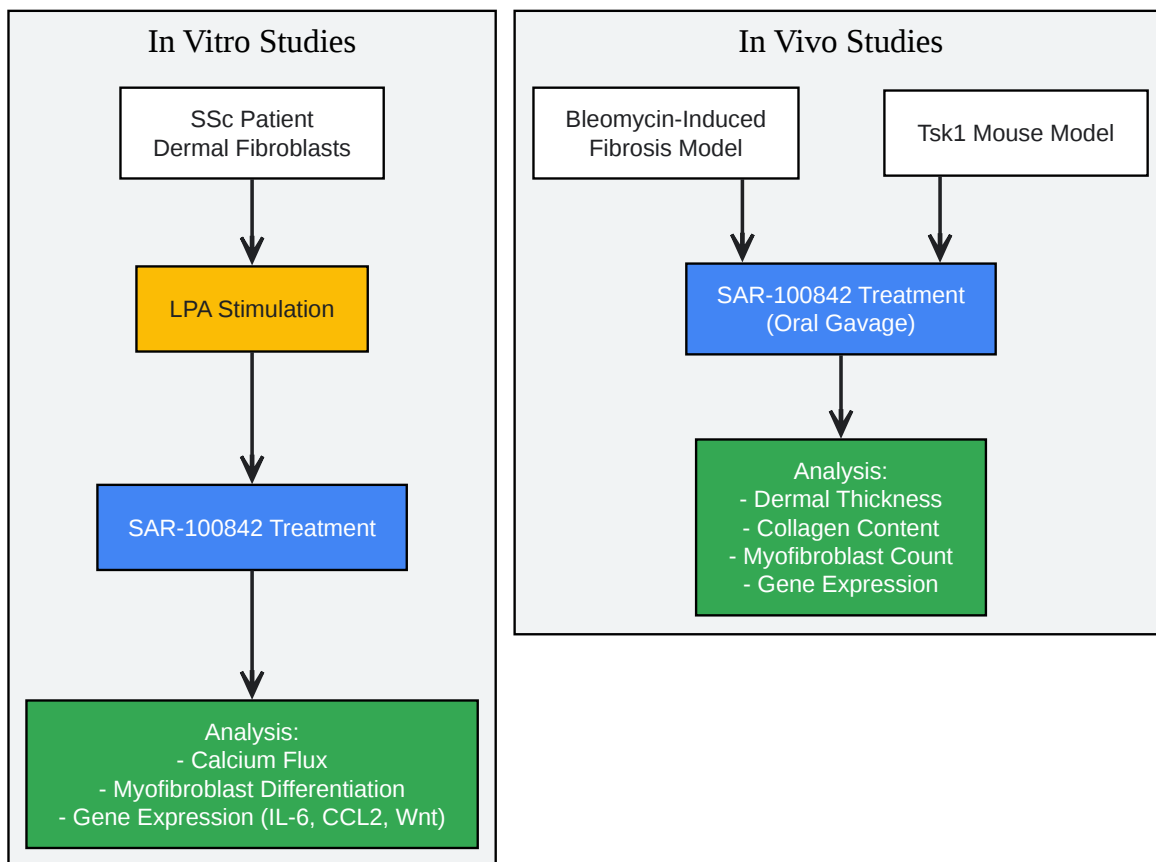 In Vitro Studies
SSc Patient
Dermal Fibroblasts
LPA Stimulation
SAR-100842 Treatment
Analysis:
- Calcium Flux
- Myofibroblast Differentiation
- Gene Expression (IL-6, CCL2, Wnt)
In Vivo Studies
Bleomycin-Induced
Fibrosis Model
Tsk1 Mouse Model
SAR-100842 Treatment
(Oral Gavage)
Analysis:
- Dermal Thickness
- Collagen Content
- Myofibroblast Count
- Gene Expression